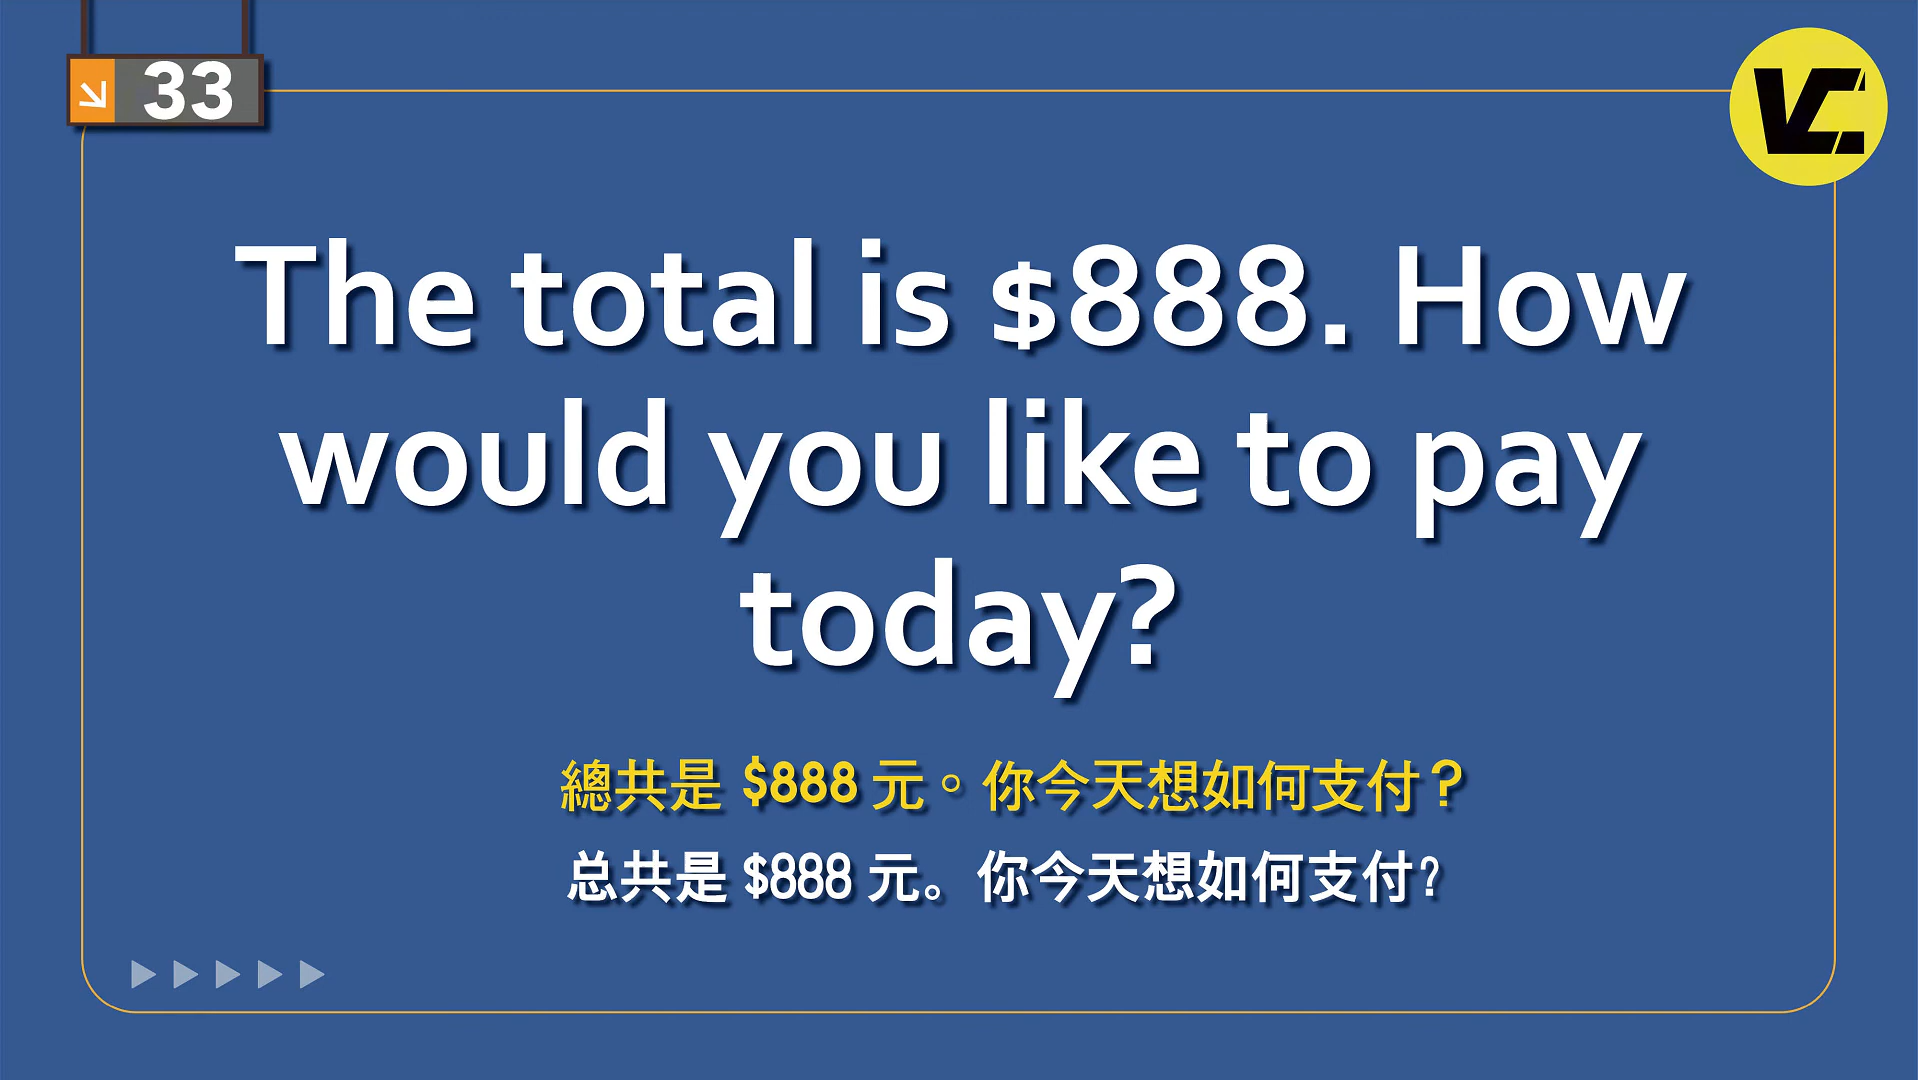 33
VC
The total is $888. How
would you like to pay
today?
總共是 $888 元。你今天想如何支付？
总共是 $888 元。你今天想如何支付？